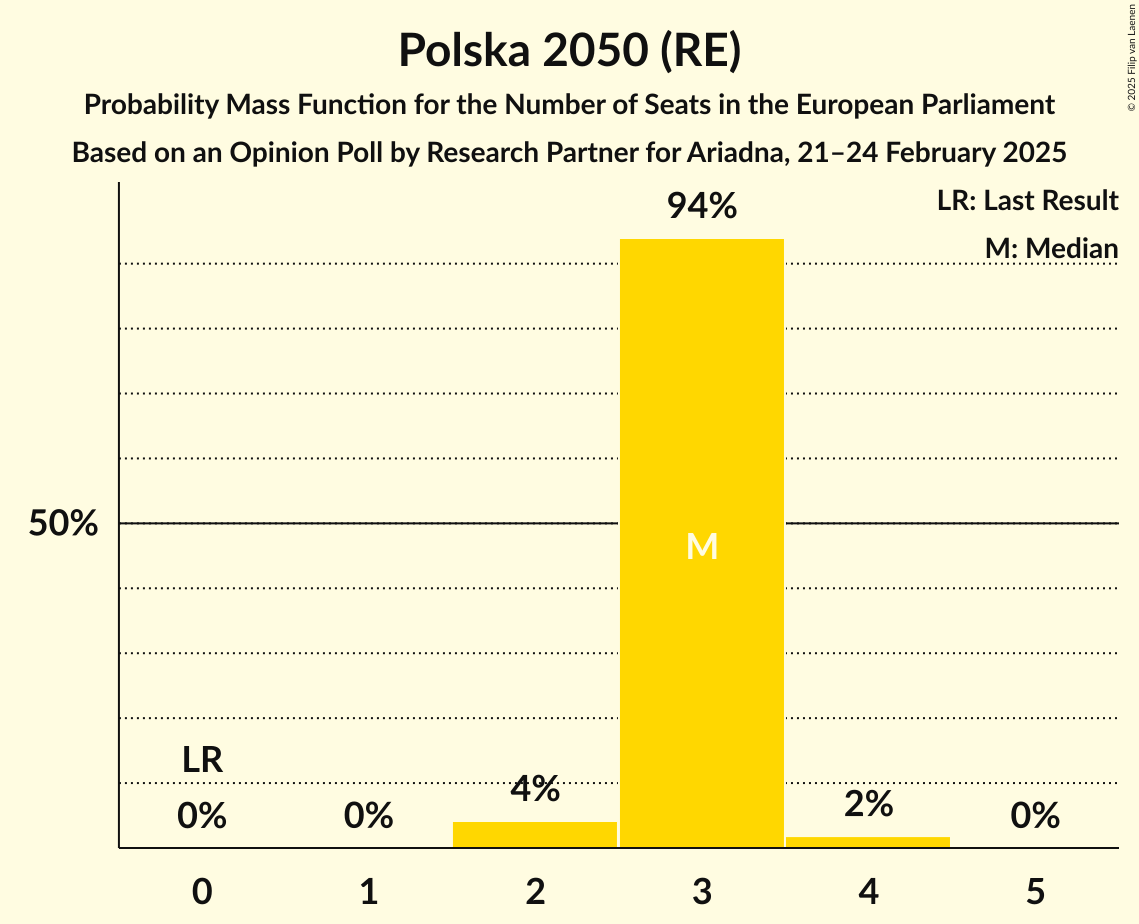 Polska 2050 (RE)
Probability Mass Function for the Number of Seats in the European Parliament
Based on an Opinion Poll by Research Partner for Ariadna, 21–24 February 2025
© 2025 Filip van Laenen
LR: Last Result
M: Median
94%
50%
M
LR
0%
0%
4%
2%
0%
0
1
2
3
4
5